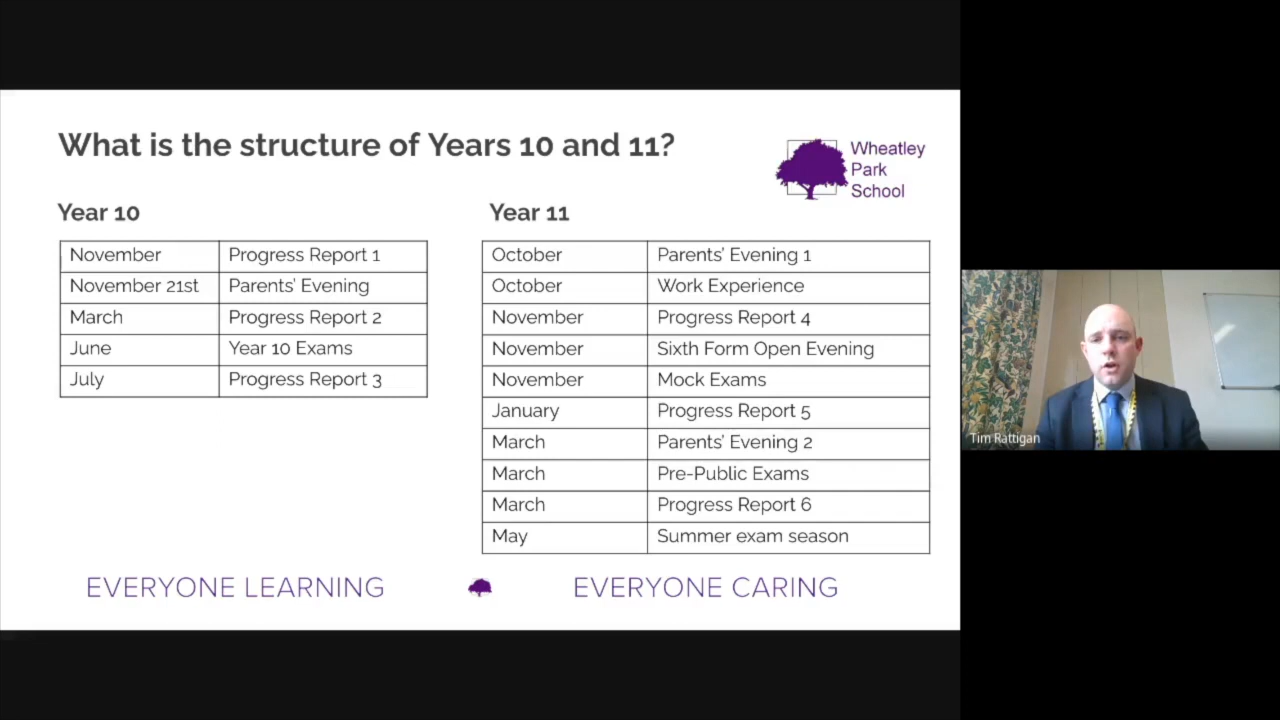 What is the structure of Years 10 and 11?
Wheatley
Park
School
Year 10
November Progress Report 1
November 21st Parents' Evening
March Progress Report 2
June Year 10 Exams
July Progress Report 3
Year 11
October Parents' Evening 1
October Work Experience
November Progress Report 4
November Sixth Form Open Evening
November Mock Exams
January Progress Report 5
March Parents' Evening 2
March Pre-Public Exams
March Progress Report 6
May Summer exam season
EVERYONE LEARNING EVERYONE CARING
Tim Rattigan